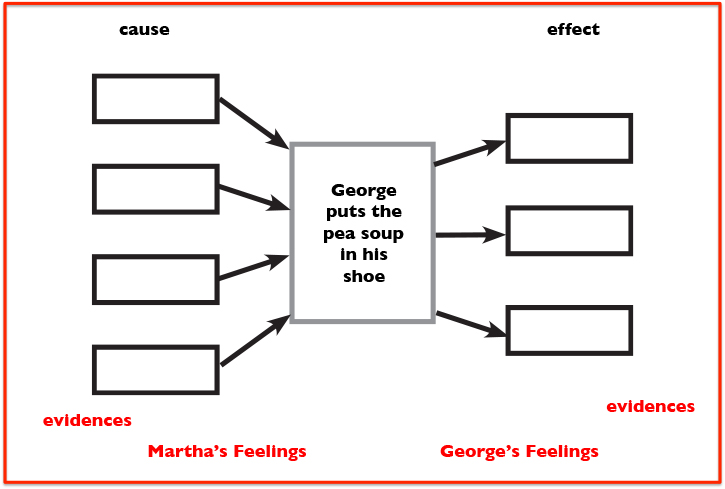 cause
effect
George
puts the
pea soup
in his
shoe
evidences
evidences
Martha's Feelings
George's Feelings